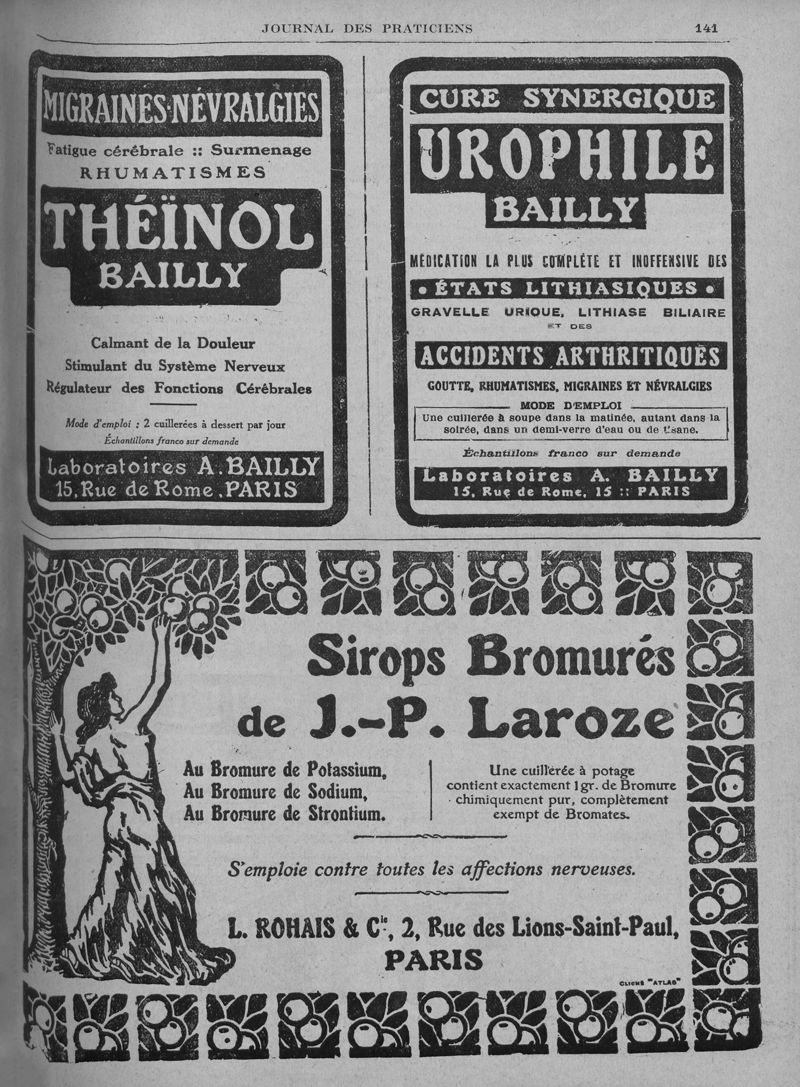 JOURNAL DES PRATICIENS
141
MIGRAINES-NÉVRALGIES
Fatigue cérébrale :: Surmenage
RHUMATISMES
THÉÏNOL
BAILLY
Calmant de la Douleur
Stimulant du Système Nerveux
Régulateur des Fonctions Cérébrales
Mode d'emploi : 2 cuillerées à dessert par jour
Échantillons franco sur demande
Laboratoires A. BAILLY
15, Rue de Rome, PARIS
CURE SYNERGIQUE
UROPHILE
BAILLY
MÉDICATION LA PLUS COMPLÈTE ET INOFFENSIVE DES
• ÉTATS LITHIASIQUES •
GRAVELLE URIQUE, LITHIASE BILIAIRE
ET DES
ACCIDENTS ARTHRITIQUES
GOUTTE, RHUMATISMES, MIGRAINES ET NÉVRALGIES
MODE D'EMPLOI
Une cuillerée à soupe dans la matinée, autant dans la
soirée, dans un demi-verre d'eau ou de tisane.
Échantillons franco sur demande
Laboratoires A. BAILLY
15, Rue de Rome, 15 :: PARIS
Sirops Bromurés
de J.-P. Laroze
Au Bromure de Potassium,
Au Bromure de Sodium,
Au Bromure de Strontium.
Une cuillerée à potage
contient exactement 1 gr. de Bromure
chimiquement pur, complètement
exempt de Bromates.
S'emploie contre toutes les affections nerveuses.
L. ROHAIS & Cie, 2, Rue des Lions-Saint-Paul,
PARIS
CLICHÉ "ATLAS"